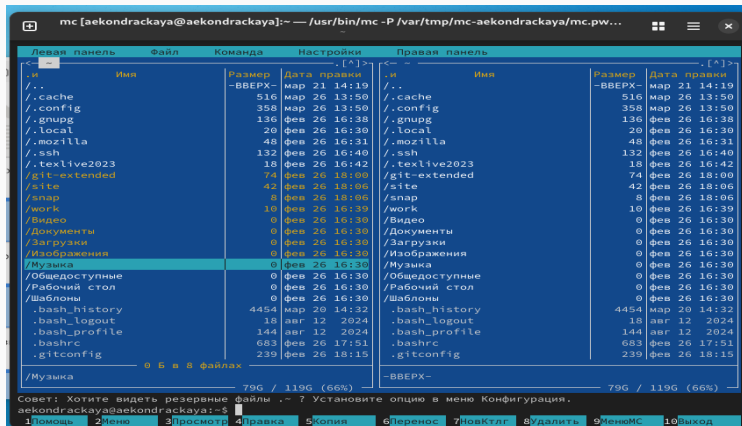 mc [aekondrackaya@aekondrackaya]:~ — /usr/bin/mc -P /var/tmp/mc-aekondrackaya/mc.pw...
~
Левая панель Файл Команда Настройки Правая панель
<— ~ .[^]> <— ~ .[^]>
.и Имя Размер Дата правки .и Имя Размер Дата правки
/.. -ВВЕРХ- мар 21 14:19 /.. -ВВЕРХ- мар 21 14:19
/.cache 516 мар 26 13:50 /.cache 516 мар 26 13:50
/.config 358 мар 26 13:50 /.config 358 мар 26 13:50
/.gnupg 136 фев 26 16:38 /.gnupg 136 фев 26 16:38
/.local 20 фев 26 16:30 /.local 20 фев 26 16:30
/.mozilla 48 фев 26 16:31 /.mozilla 48 фев 26 16:31
/.ssh 132 фев 26 16:40 /.ssh 132 фев 26 16:40
/.texlive2023 18 фев 26 16:42 /.texlive2023 18 фев 26 16:42
/git-extended 74 фев 26 18:00 /git-extended 74 фев 26 18:00
/site 42 фев 26 18:06 /site 42 фев 26 18:06
/snap 8 фев 26 18:06 /snap 8 фев 26 18:06
/work 10 фев 26 16:39 /work 10 фев 26 16:39
/Видео 0 фев 26 16:30 /Видео 0 фев 26 16:30
/Документы 0 фев 26 16:30 /Документы 0 фев 26 16:30
/Загрузки 0 фев 26 16:30 /Загрузки 0 фев 26 16:30
/Изображения 0 фев 26 16:30 /Изображения 0 фев 26 16:30
/Музыка 0 фев 26 16:30 /Музыка 0 фев 26 16:30
/Общедоступные 0 фев 26 16:30 /Общедоступные 0 фев 26 16:30
/Рабочий стол 0 фев 26 16:30 /Рабочий стол 0 фев 26 16:30
/Шаблоны 0 фев 26 16:30 /Шаблоны 0 фев 26 16:30
.bash_history 4454 мар 20 14:32 .bash_history 4454 мар 20 14:32
.bash_logout 18 авг 12 2024 .bash_logout 18 авг 12 2024
.bash_profile 144 авг 12 2024 .bash_profile 144 авг 12 2024
.bashrc 683 фев 26 17:51 .bashrc 683 фев 26 17:51
.gitconfig 239 фев 26 18:15 .gitconfig 239 фев 26 18:15
0 Б в 8 файлах
/Музыка -ВВЕРХ-
79G / 119G (66%) 79G / 119G (66%)
Совет: Хотите видеть резервные файлы .~ ? Установите опцию в меню Конфигурация.
aekondrackaya@aekondrackaya:~$
1Помощь 2Меню 3Просмотр 4Правка 5Копия 6Перенос 7НовКтлг 8Удалить 9МенюМС 10Выход